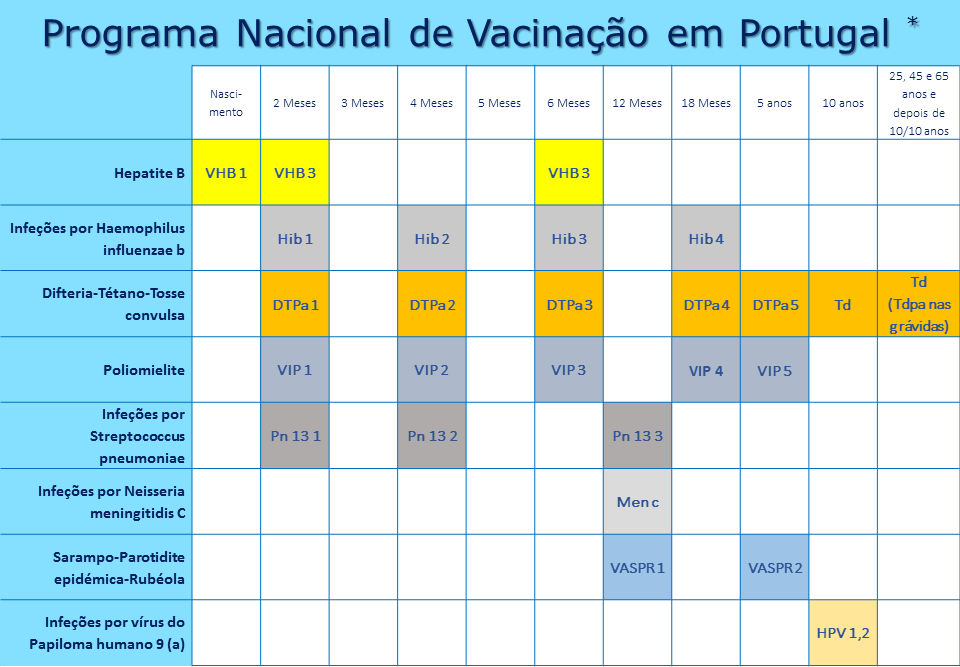 Programa Nacional de Vacinação em Portugal *
Nasci-
mento
2 Meses
3 Meses
4 Meses
5 Meses
6 Meses
12 Meses
18 Meses
5 anos
10 anos
25, 45 e 65
anos e
depois de
10/10 anos
Hepatite B
VHB 1
VHB 3
VHB 3
Infeções por Haemophilus
influenzae b
Hib 1
Hib 2
Hib 3
Hib 4
Difteria-Tétano-Tosse
convulsa
DTPa 1
DTPa 2
DTPa 3
DTPa 4
DTPa 5
Td
Td
(Tdpa nas
grávidas)
Poliomielite
VIP 1
VIP 2
VIP 3
VIP 4
VIP 5
Infeções por
Streptococcus
pneumoniae
Pn 13 1
Pn 13 2
Pn 13 3
Infeções por Neisseria
meningitidis C
Men c
Sarampo-Parotidite
epidémica-Rubéola
VASPR 1
VASPR 2
Infeções por vírus do
Papiloma humano 9 (a)
HPV 1,2